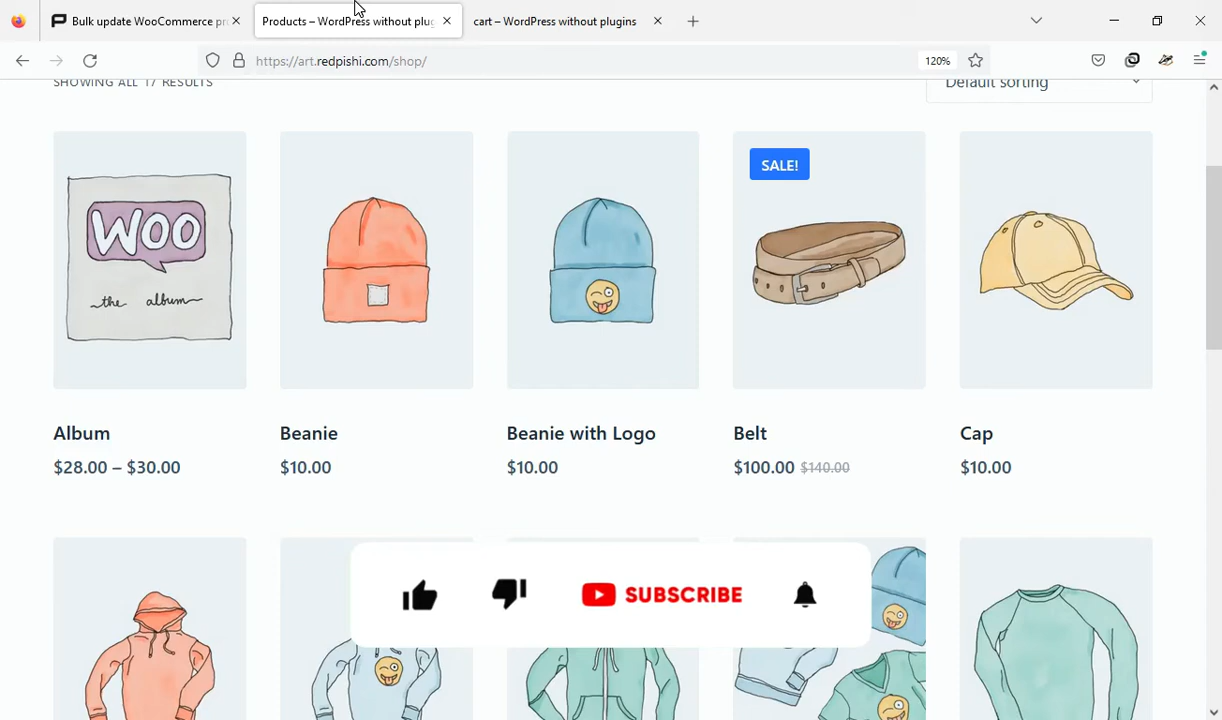 Bulk update WooCommerce pr
Products – WordPress without plug
cart – WordPress without plugins
https://art.redpishi.com/shop/
120%
SHOWING ALL 17 RESULTS
Default sorting
WOO
the album
SALE!
Album
Beanie
Beanie with Logo
Belt
Cap
$28.00 – $30.00
$10.00
$10.00
$100.00 $140.00
$10.00
SUBSCRIBE